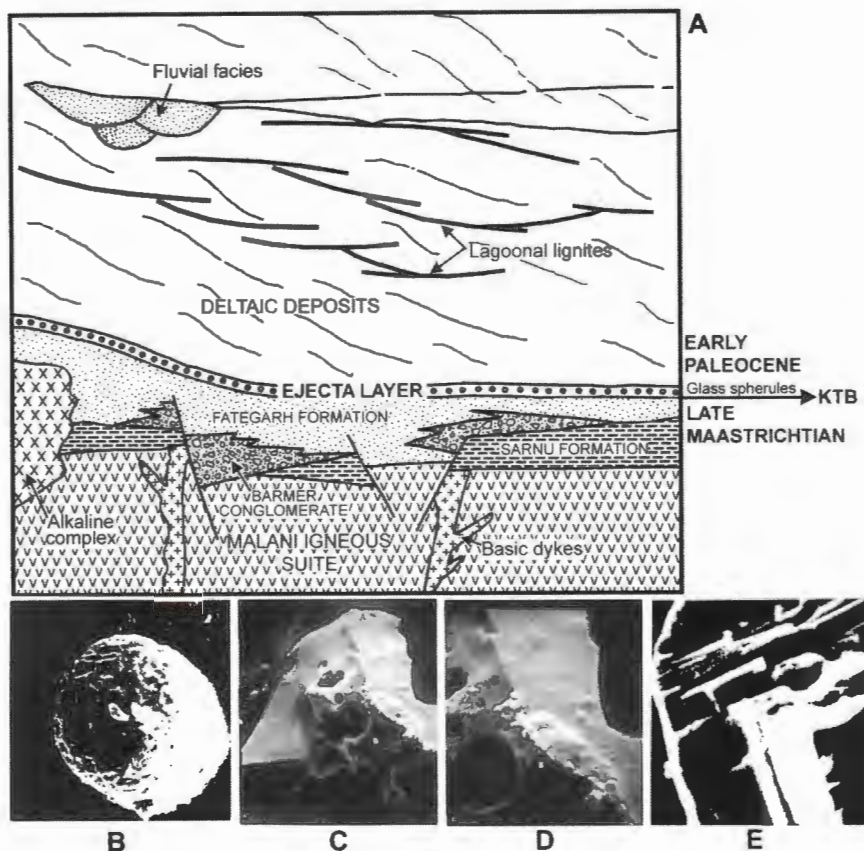 A
Fluvial facies
Lagoonal lignites
DELTAIC DEPOSITS
EARLY
PALEOCENE
EJECTA LAYER
Glass spherules
KTB
FATEGARH FORMATION
LATE
MAASTRICHTIAN
SARNU FORMATION
BARMER
CONGLOMERATE
Alkaline
complex
MALANI IGNEOUS
SUITE
Basic dykes
B
C
D
E